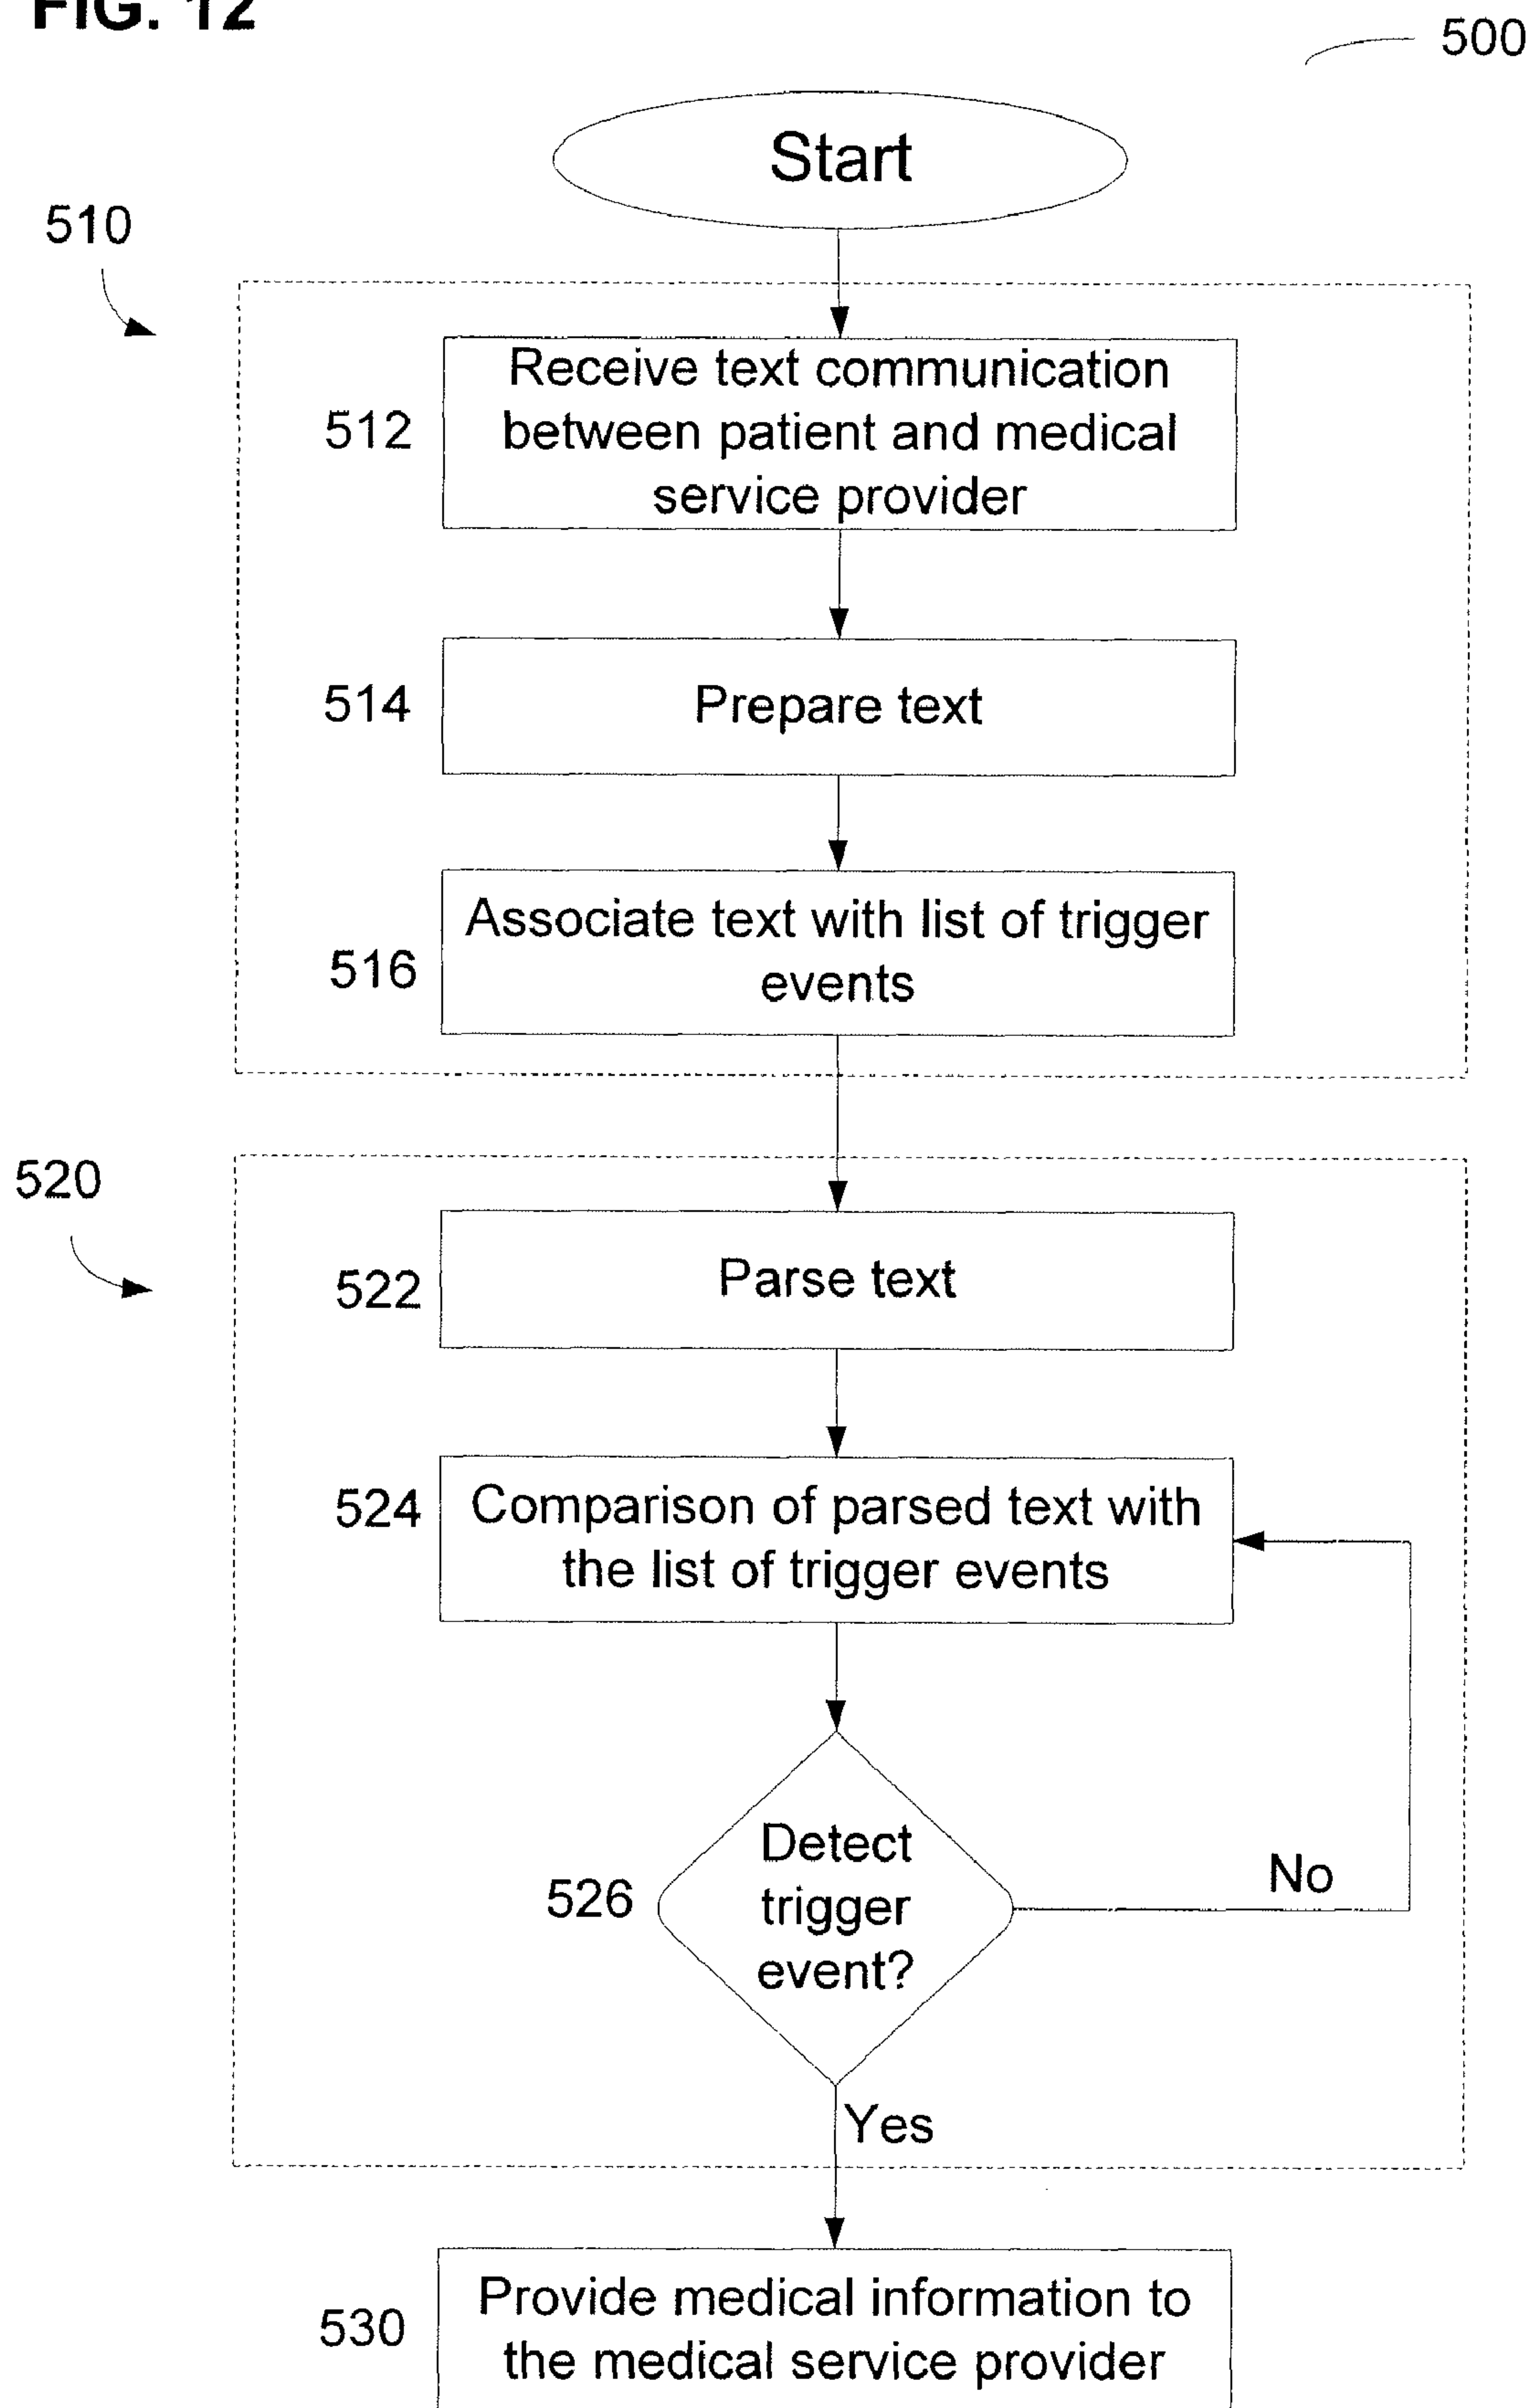 FIG. 12
500
Start
510
512
Receive text communication
between patient and medical
service provider
514
Prepare text
516
Associate text with list of trigger
events
520
522
Parse text
524
Comparison of parsed text with
the list of trigger events
526
Detect
trigger
event?
No
Yes
530
Provide medical information to
the medical service provider